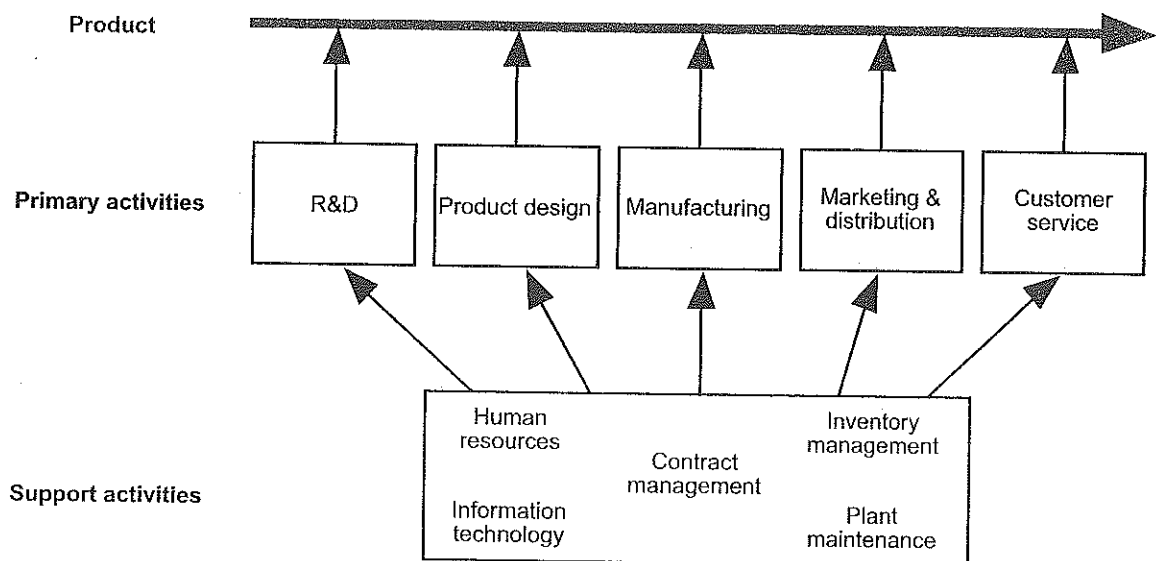 Product
Primary activities
R&D
Product design
Manufacturing
Marketing &
distribution
Customer
service
Support activities
Human
resources
Information
technology
Contract
management
Inventory
management
Plant
maintenance